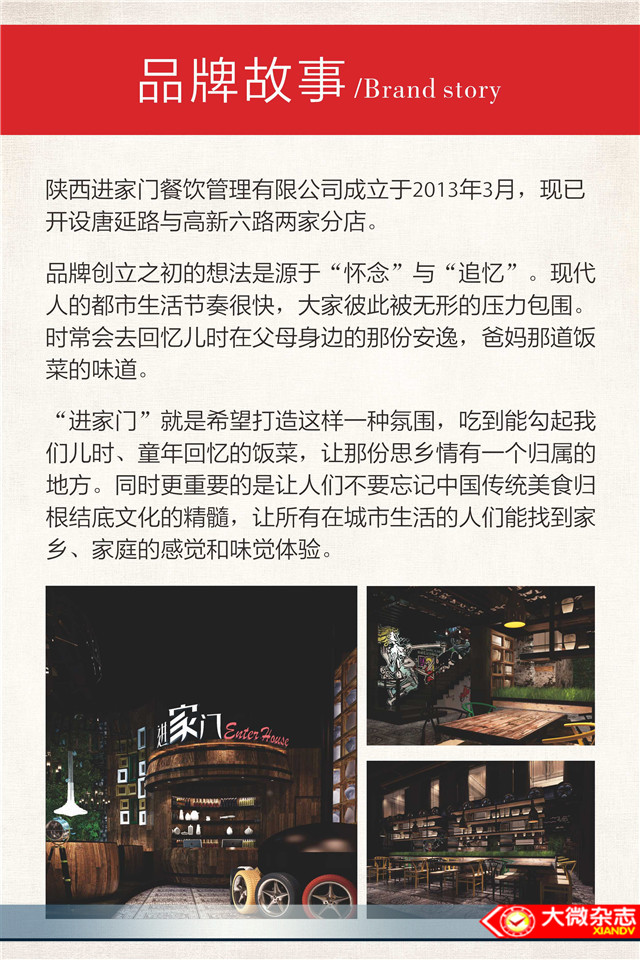 品牌故事/Brand story
陕西进家门餐饮管理有限公司成立于2013年3月，现已
开设唐延路与高新六路两家分店。
品牌创立之初的想法是源于“怀念”与“追忆”。现代
人的都市生活节奏很快，大家彼此被无形的压力包围。
时常会去回忆儿时在父母身边的那份安逸，爸妈那道饭
菜的味道。
“进家门”就是希望打造这样一种氛围，吃到能勾起我
们儿时、童年回忆的饭菜，让那份思乡情有一个归属的
地方。同时更重要的是让人们不要忘记中国传统美食归
根结底文化的精髓，让所有在城市生活的人们能找到家
乡、家庭的感觉和味觉体验。
进家门 Enter House
大微杂志
XIANDV